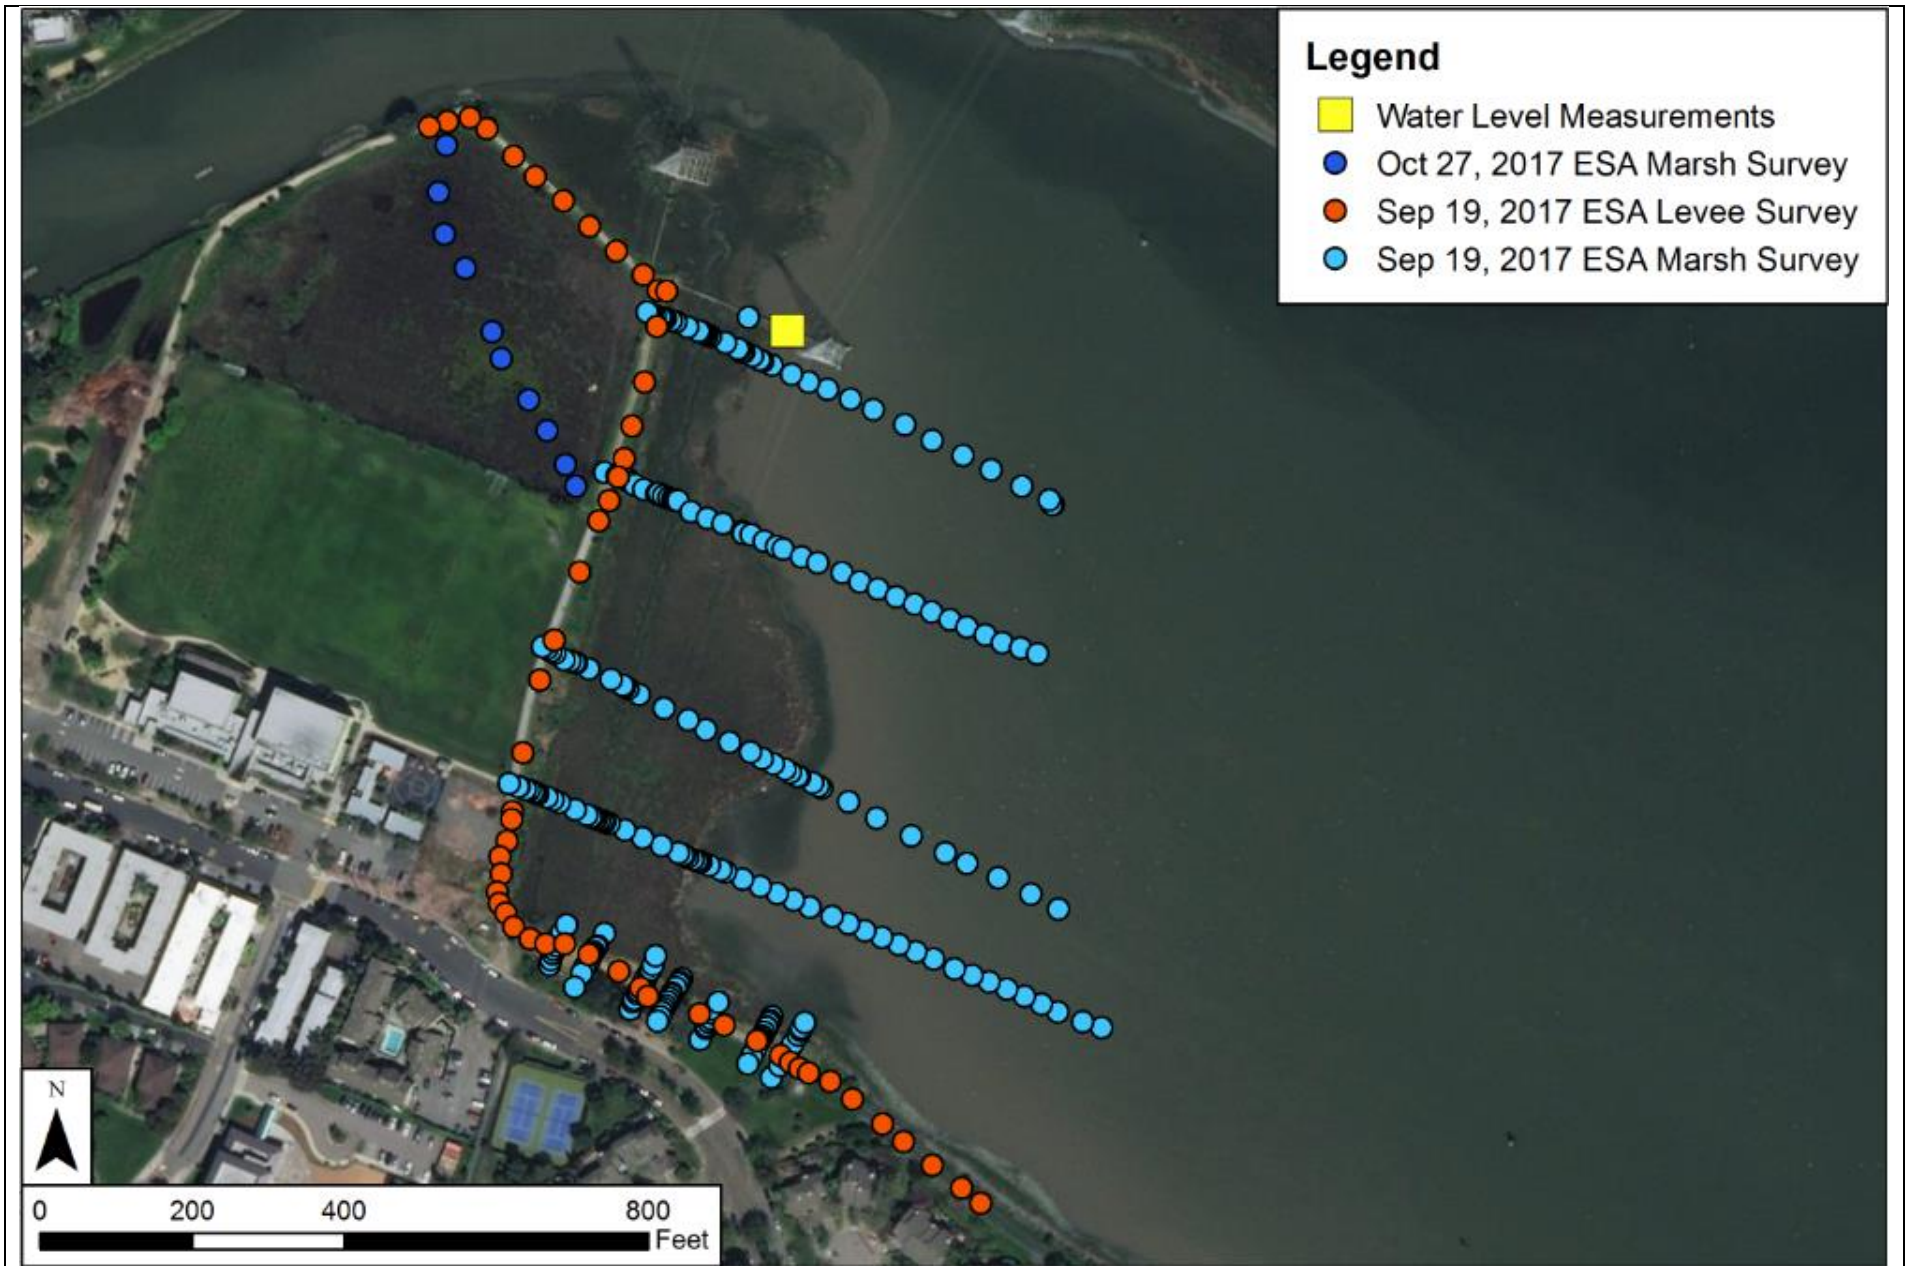 Legend
Water Level Measurements
Oct 27, 2017 ESA Marsh Survey
Sep 19, 2017 ESA Levee Survey
Sep 19, 2017 ESA Marsh Survey
N
0 200 400 800
Feet